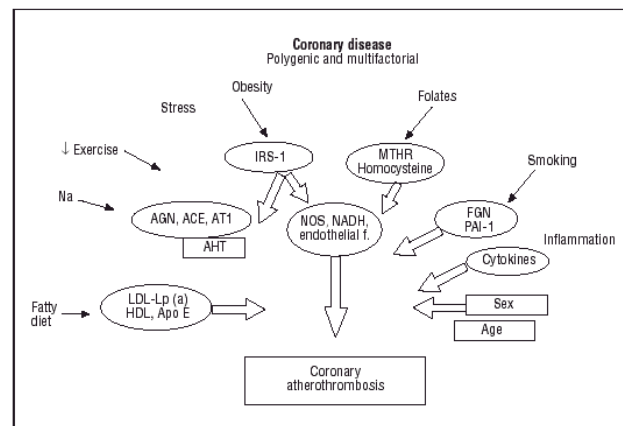 Coronary disease
Polygenic and multifactorial
Obesity
Stress
Folates
↓ Exercise
IRS-1
MTHR
Homocysteine
Smoking
Na
AGN, ACE, AT1
AHT
NOS, NADH,
endothelial f.
FGN
PAI-1
Inflammation
Cytokines
Fatty
diet
LDL-Lp (a)
HDL, Apo E
Sex
Age
Coronary
atherothrombosis